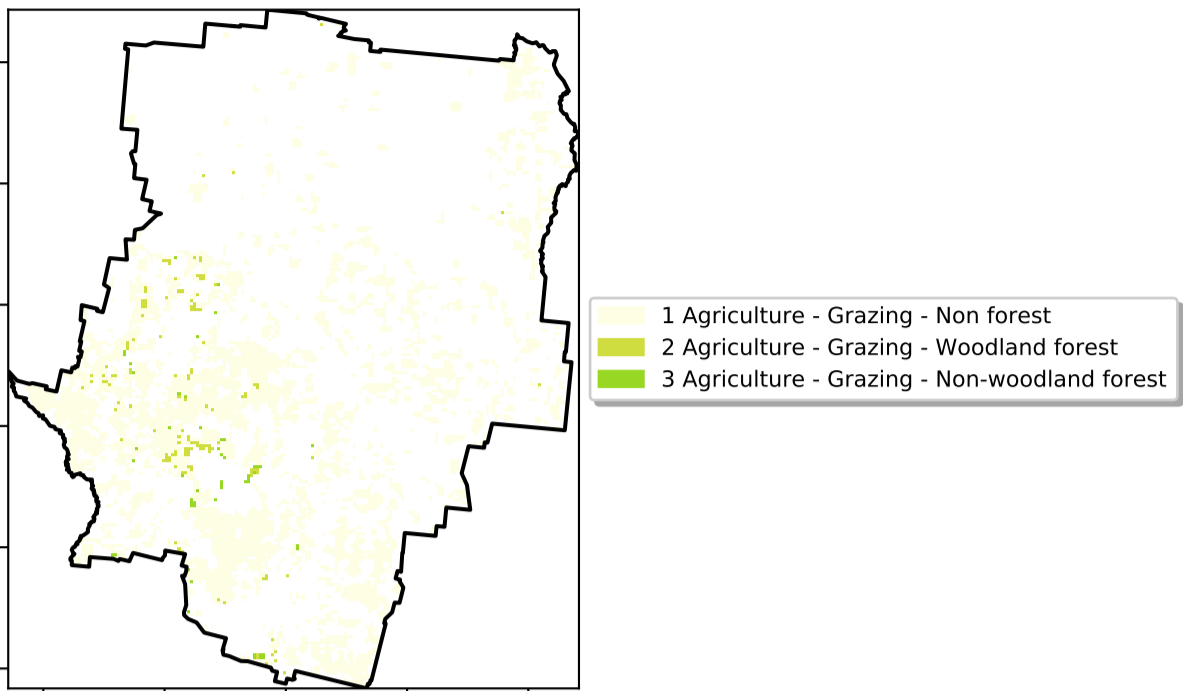 1 Agriculture - Grazing - Non forest
2 Agriculture - Grazing - Woodland forest
3 Agriculture - Grazing - Non-woodland forest